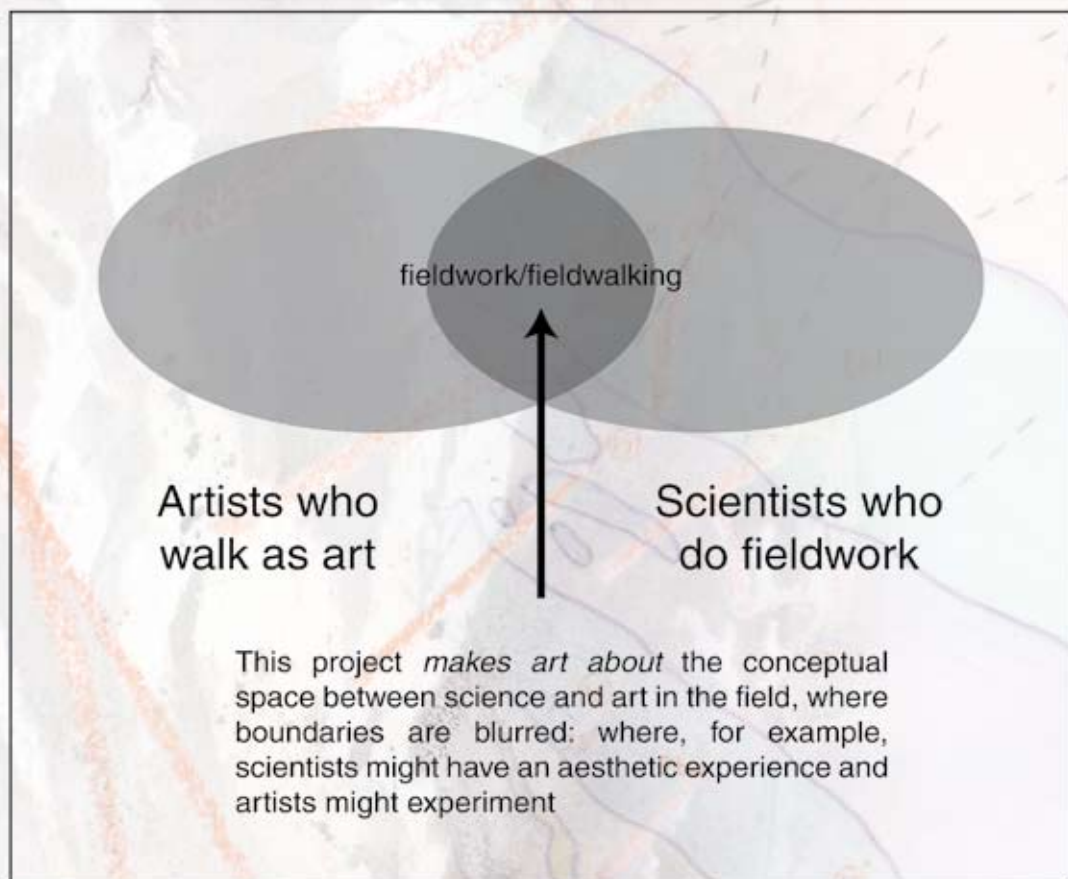 fieldwork/fieldwalking
Artists who
walk as art
Scientists who
do fieldwork
This project makes art about the conceptual
space between science and art in the field, where
boundaries are blurred: where, for example,
scientists might have an aesthetic experience and
artists might experiment